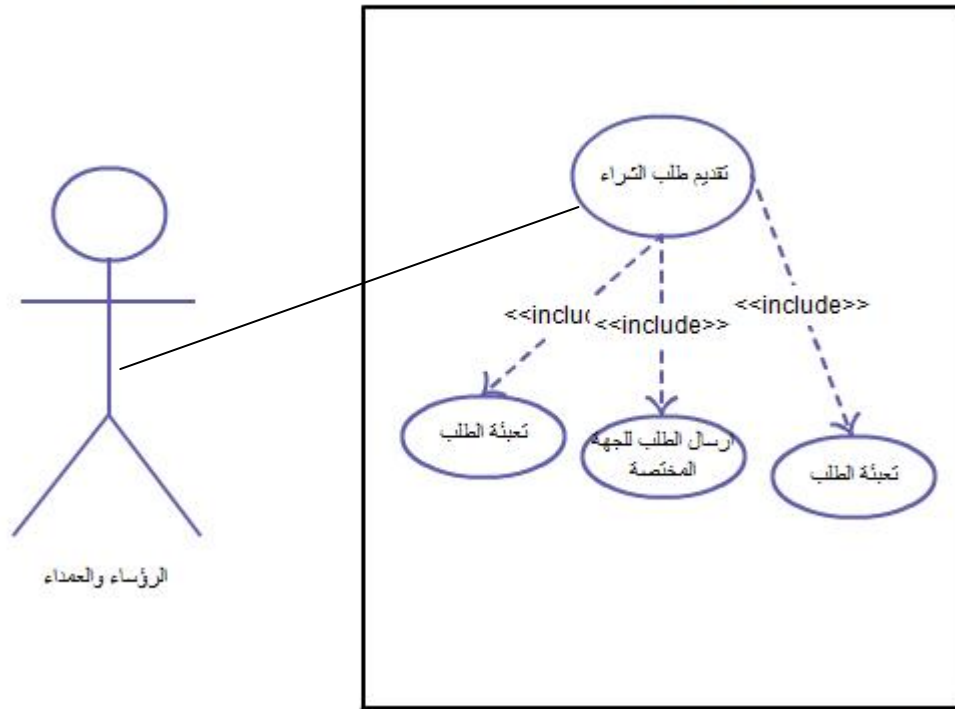 تقديم طلب الشراء
<<include>>
<<include>>
<<include>>
تعبئة الطلب
ارسال الطلب للجهة
المختصة
تعبئة الطلب
الرؤساء والعمداء